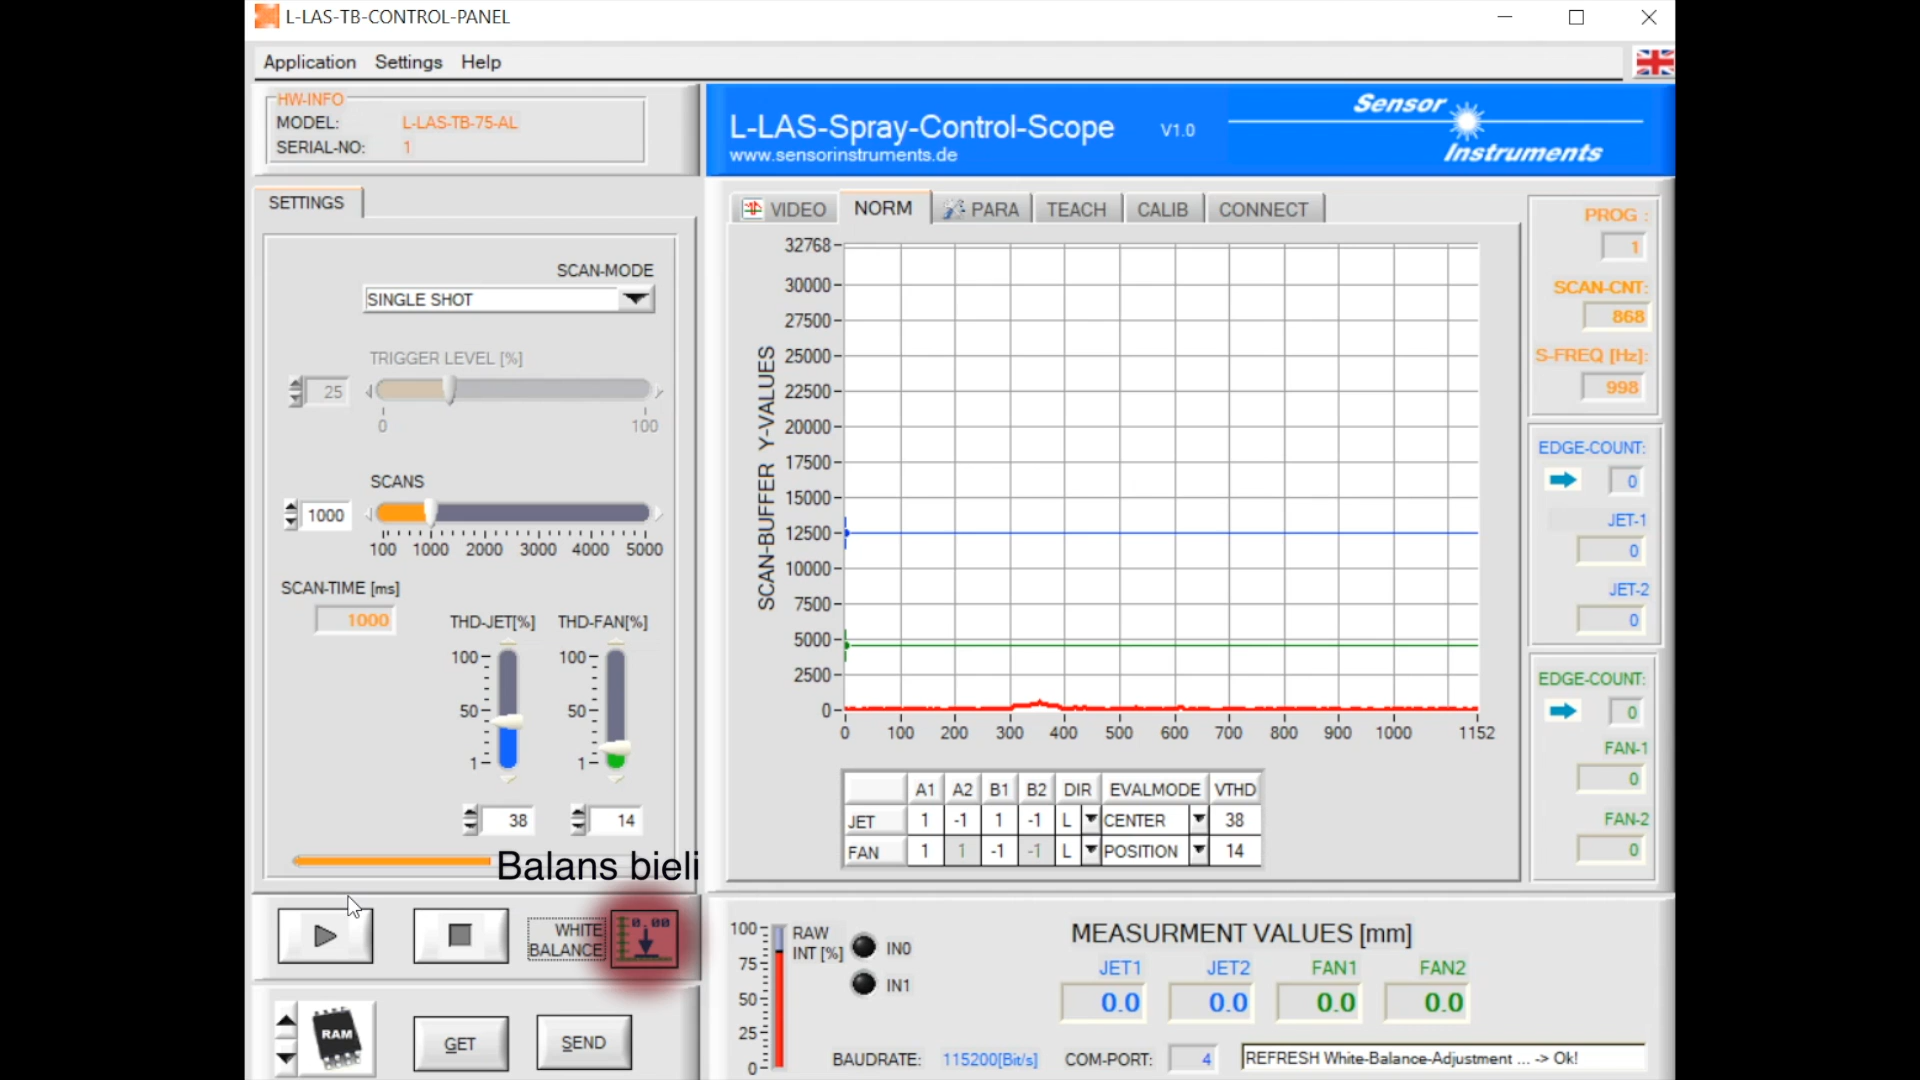 L-LAS-TB-CONTROL-PANEL
Application Settings Help
HW-INFO
MODEL: L-LAS-TB-75-AL
SERIAL-NO: 1
L-LAS-Spray-Control-Scope V1.0
www.sensorinstruments.de
Sensor
Instruments
SETTINGS
SCAN-MODE
SINGLE SHOT
TRIGGER LEVEL [%]
25
0 100
SCANS
1000
100 1000 2000 3000 4000 5000
SCAN-TIME [ms]
1000
THD-JET[%] THD-FAN[%]
100 100
50 50
1 1
38 14
Balans bieli
WHITE
BALANCE
0.00
RAM
GET
SEND
VIDEO NORM PARA TEACH CALIB CONNECT
SCAN-BUFFER Y-VALUES
32768
30000
27500
25000
22500
20000
17500
15000
12500
10000
7500
5000
2500
0
0 100 200 300 400 500 600 700 800 900 1000 1152
A1 A2 B1 B2 DIR EVALMODE VTHD
JET 1 -1 1 -1 L CENTER 38
FAN 1 1 -1 -1 L POSITION 14
PROG :
1
SCAN-CNT:
868
S-FREQ [Hz]:
998
EDGE-COUNT:
0
JET-1
0
JET-2
0
EDGE-COUNT:
0
FAN-1
0
FAN-2
0
100
75
50
25
0
RAW
INT [%]
IN0
IN1
MEASURMENT VALUES [mm]
JET1 JET2 FAN1 FAN2
0.0 0.0 0.0 0.0
BAUDRATE: 115200[Bit/s] COM-PORT: 4 REFRESH White-Balance-Adjustment ... -> Ok!